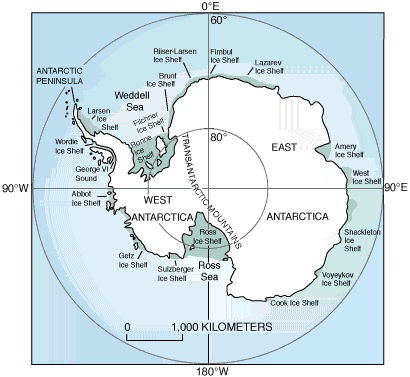 0°E
60°
Riiser-Larsen
Ice Shelf
Fimbul
Ice Shelf
Lazarev
Ice Shelf
ANTARCTIC
PENINSULA
Brunt
Ice Shelf
Weddell
Sea
Larsen
Ice
Shelf
Filchner
Ice Shelf
80°
Wordie
Ice Shelf
Ronne
Ice
Shelf
TRANSANTARCTIC MOUNTAINS
EAST
Amery
Ice Shelf
George VI
Sound
West
Ice Shelf
90°W
90°E
Abbot
Ice Shelf
WEST
ANTARCTICA
ANTARCTICA
Ross
Ice Shelf
Shackleton
Ice
Shelf
Getz
Ice Shelf
Sulzberger
Ice Shelf
Ross
Sea
Voyeykov
Ice Shelf
Cook Ice Shelf
0
1,000 KILOMETERS
180°W